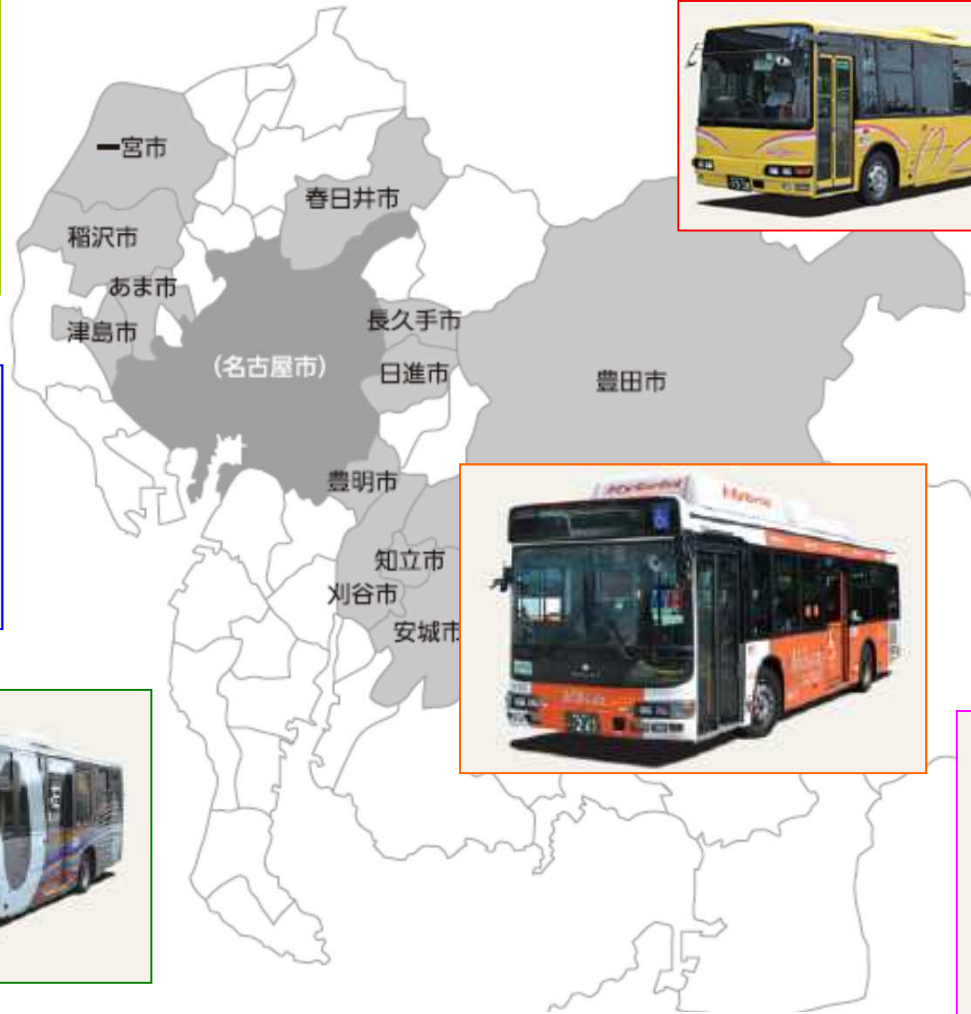 一宮市
春日井市
稲沢市
あま市
津島市
長久手市
(名古屋市)
日進市
豊田市
豊明市
知立市
刈谷市
安城市
Hybrid